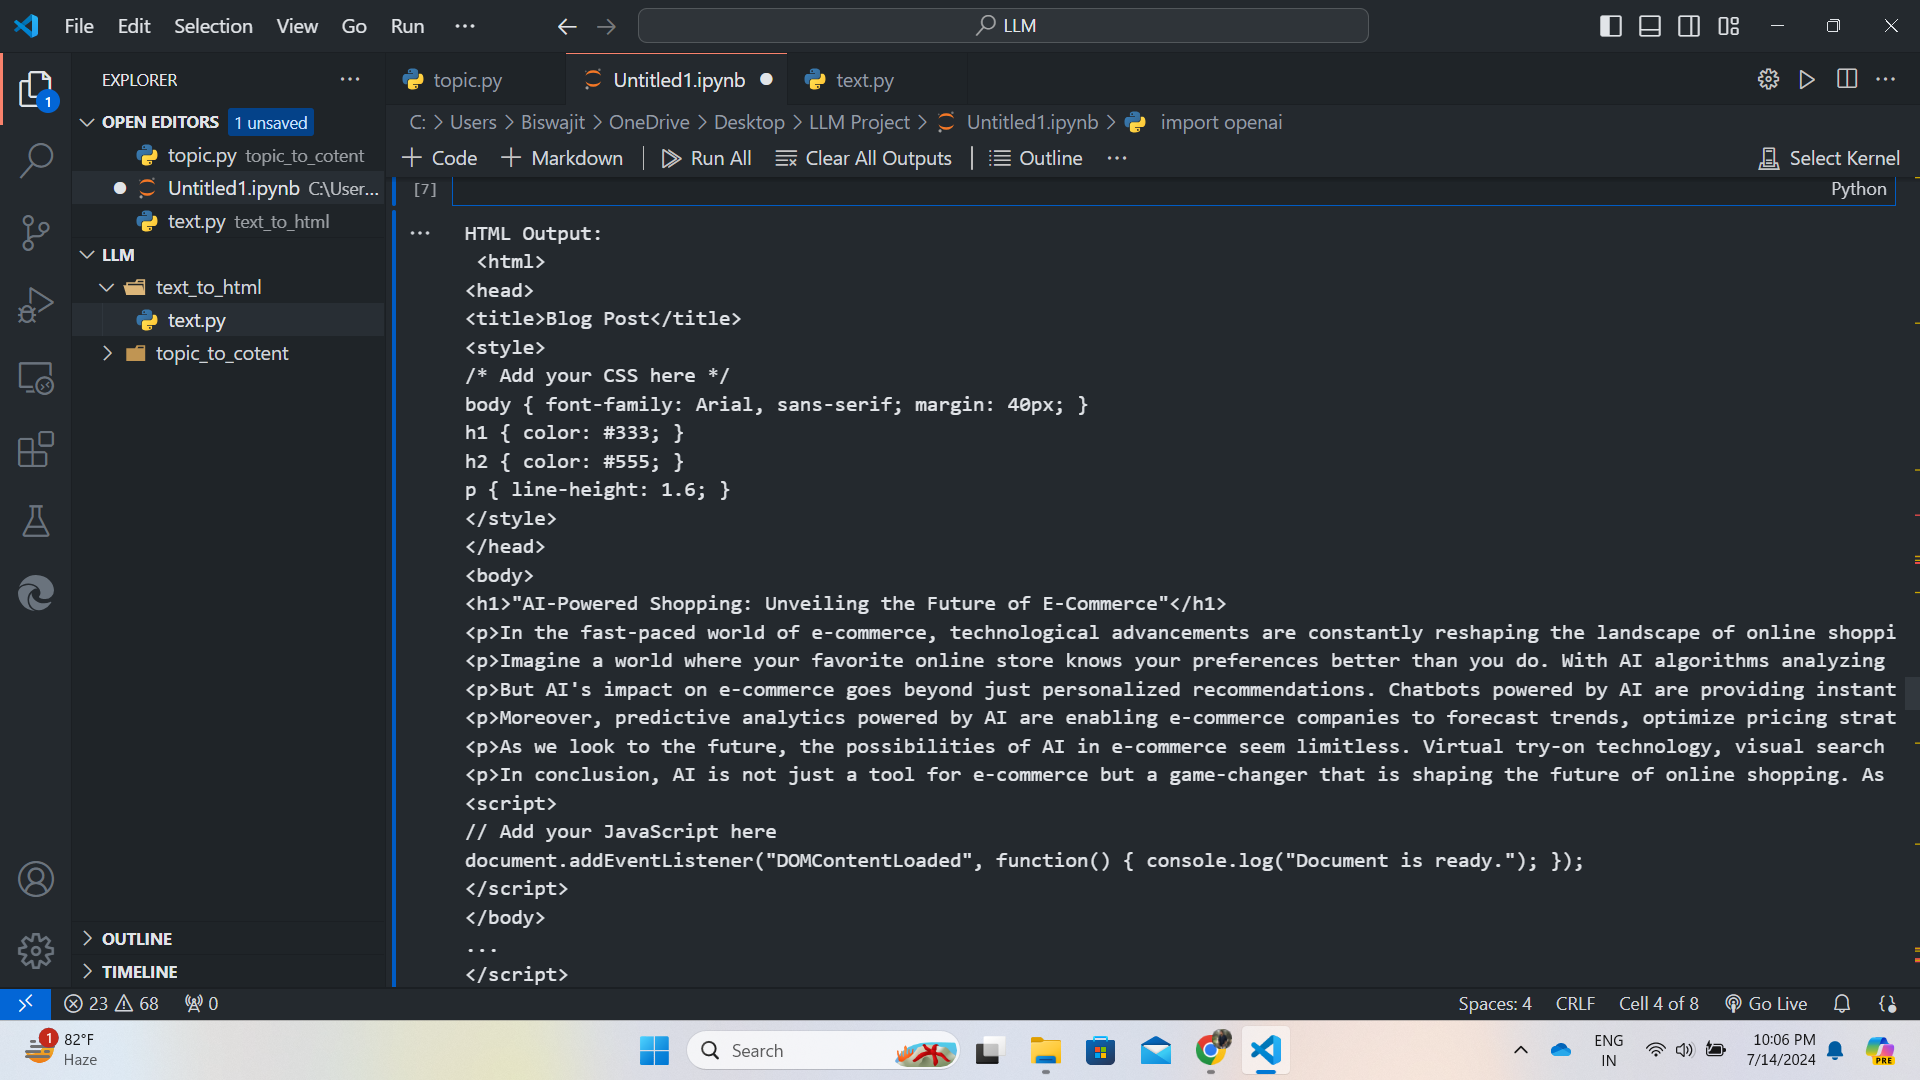 File Edit Selection View Go Run ··· LLM
EXPLORER ···
OPEN EDITORS 1 unsaved
topic.py topic_to_cotent
Untitled1.ipynb C:\User...
text.py text_to_html
LLM
text_to_html
text.py
topic_to_cotent
OUTLINE
TIMELINE
topic.py Untitled1.ipynb text.py ···
C: > Users > Biswajit > OneDrive > Desktop > LLM Project > Untitled1.ipynb > import openai
+ Code + Markdown Run All Clear All Outputs Outline ··· Select Kernel
[7] Python
··· HTML Output:
<html>
<head>
<title>Blog Post</title>
<style>
/* Add your CSS here */
body { font-family: Arial, sans-serif; margin: 40px; }
h1 { color: #333; }
h2 { color: #555; }
p { line-height: 1.6; }
</style>
</head>
<body>
<h1>"AI-Powered Shopping: Unveiling the Future of E-Commerce"</h1>
<p>In the fast-paced world of e-commerce, technological advancements are constantly reshaping the landscape of online shoppi
<p>Imagine a world where your favorite online store knows your preferences better than you do. With AI algorithms analyzing
<p>But AI's impact on e-commerce goes beyond just personalized recommendations. Chatbots powered by AI are providing instant
<p>Moreover, predictive analytics powered by AI are enabling e-commerce companies to forecast trends, optimize pricing strat
<p>As we look to the future, the possibilities of AI in e-commerce seem limitless. Virtual try-on technology, visual search
<p>In conclusion, AI is not just a tool for e-commerce but a game-changer that is shaping the future of online shopping. As
<script>
// Add your JavaScript here
document.addEventListener("DOMContentLoaded", function() { console.log("Document is ready."); });
</script>
</body>
...
</script>
23 68 0 Spaces: 4 CRLF Cell 4 of 8 Go Live
1 82°F
Haze
Search
ENG
IN
10:06 PM
7/14/2024
PRE